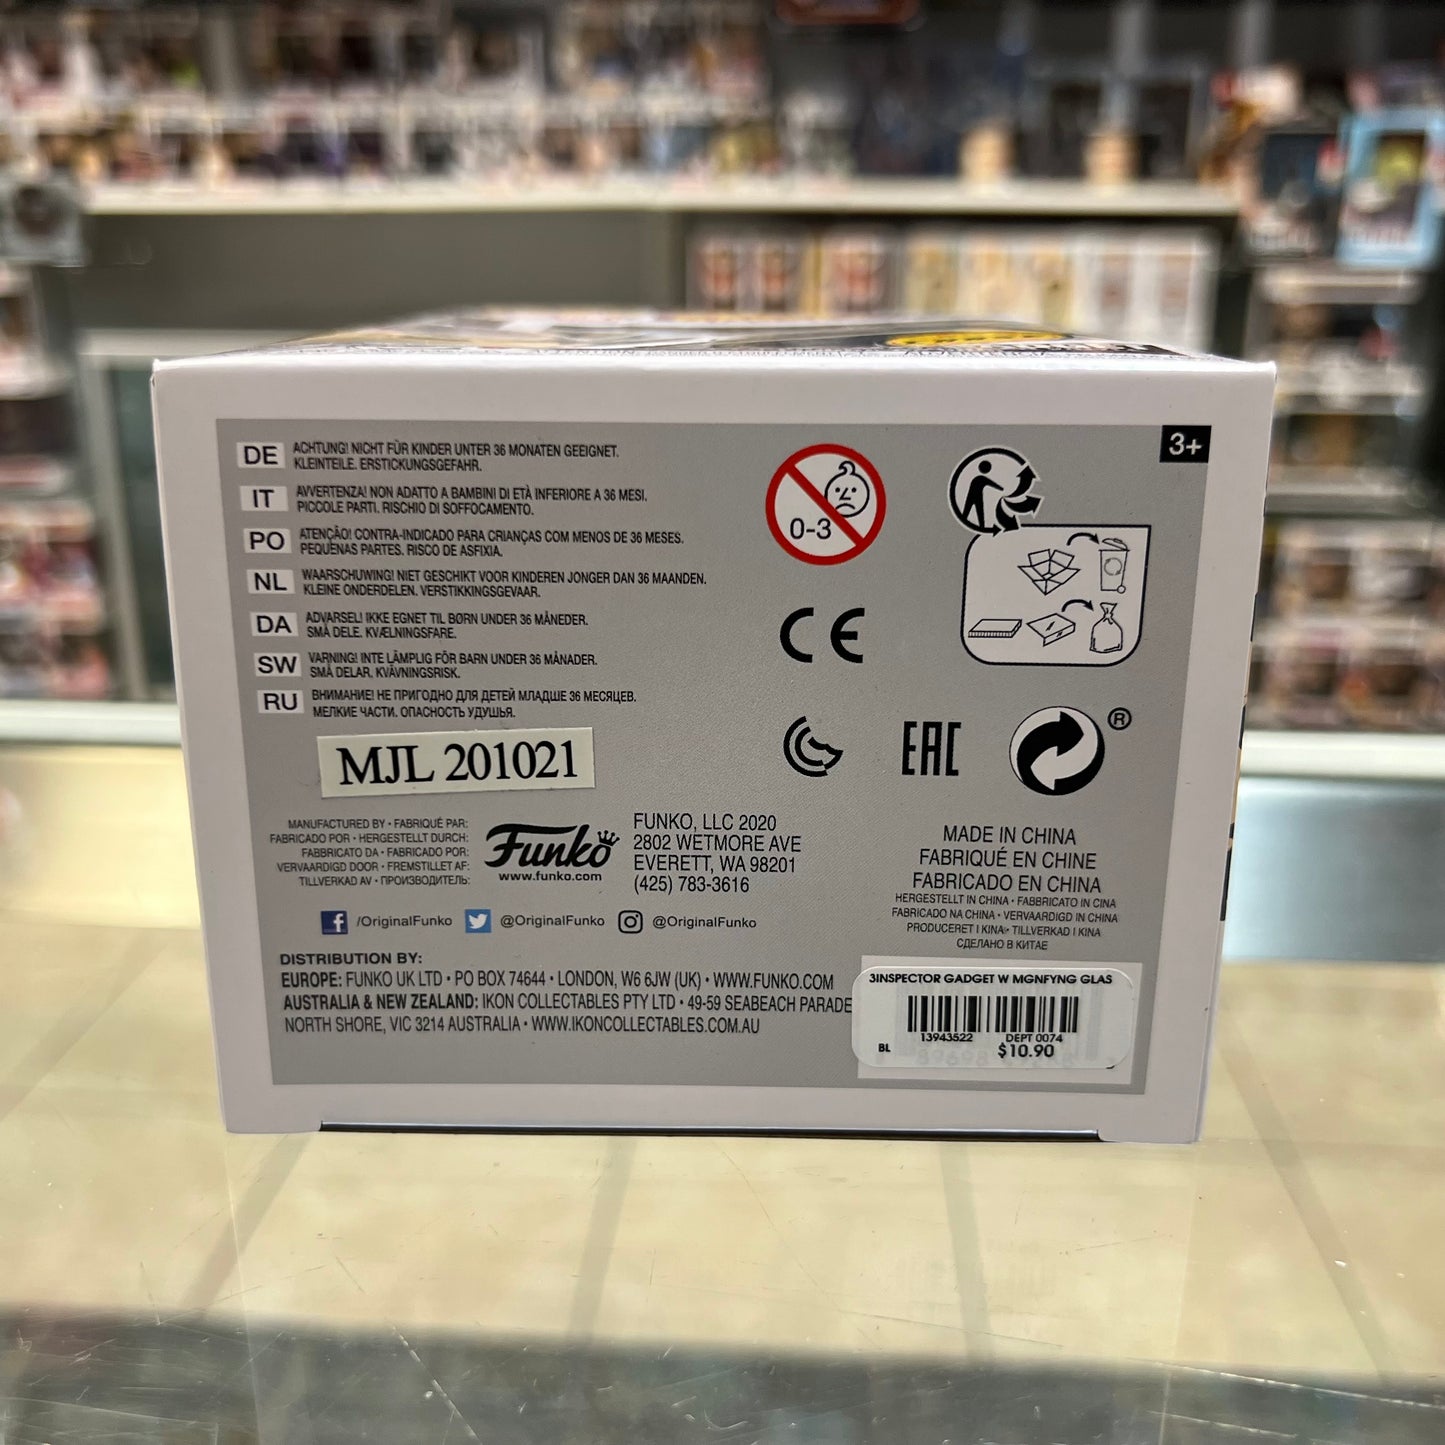 3+
DE ACHTUNG! NICHT FÜR KINDER UNTER 36 MONATEN GEEIGNET.
KLEINTEILE. ERSTICKUNGSGEFAHR.
IT AVVERTENZA! NON ADATTO A BAMBINI DI ETÀ INFERIORE A 36 MESI.
PICCOLE PARTI. RISCHIO DI SOFFOCAMENTO.
PO ATENÇÃO! CONTRA-INDICADO PARA CRIANÇAS COM MENOS DE 36 MESES.
PEQUENAS PARTES. RISCO DE ASFIXIA.
NL WAARSCHUWING! NIET GESCHIKT VOOR KINDEREN JONGER DAN 36 MAANDEN.
KLEINE ONDERDELEN. VERSTIKKINGSGEVAAR.
DA ADVARSEL! IKKE EGNET TIL BØRN UNDER 36 MÅNEDER.
SMÅ DELE. KVÆLNINGSFARE.
SW VARNING! INTE LÄMPLIG FÖR BARN UNDER 36 MÅNADER.
SMÅ DELAR. KVÄVNINGSRISK.
RU ВНИМАНИЕ! НЕ ПРИГОДНО ДЛЯ ДЕТЕЙ МЛАДШЕ 36 МЕСЯЦЕВ.
МЕЛКИЕ ЧАСТИ. ОПАСНОСТЬ УДУШЬЯ.
0-3
CE
EAC
®
MJL 201021
MANUFACTURED BY • FABRIQUÉ PAR:
FABRICADO POR • HERGESTELLT DURCH:
FABBRICATO DA • FABRICADO POR:
VERVAARDIGD DOOR • FREMSTILLET AF:
TILLVERKAD AV • ПРОИЗВОДИТЕЛЬ:
Funko
www.funko.com
FUNKO, LLC 2020
2802 WETMORE AVE
EVERETT, WA 98201
(425) 783-3616
MADE IN CHINA
FABRIQUÉ EN CHINE
FABRICADO EN CHINA
HERGESTELLT IN CHINA • FABBRICATO IN CINA
FABRICADO NA CHINA • VERVAARDIGD IN CHINA
PRODUCERET I KINA • TILLVERKAD I KINA
СДЕЛАНО В КИТАЕ
/OriginalFunko @OriginalFunko @OriginalFunko
DISTRIBUTION BY:
EUROPE: FUNKO UK LTD • PO BOX 74644 • LONDON, W6 6JW (UK) • WWW.FUNKO.COM
AUSTRALIA & NEW ZEALAND: IKON COLLECTABLES PTY LTD • 49-59 SEABEACH PARADE
NORTH SHORE, VIC 3214 AUSTRALIA • WWW.IKONCOLLECTABLES.COM.AU
3INSPECTOR GADGET W MGNFYNG GLAS
13943522 DEPT 0074
BL $10.90